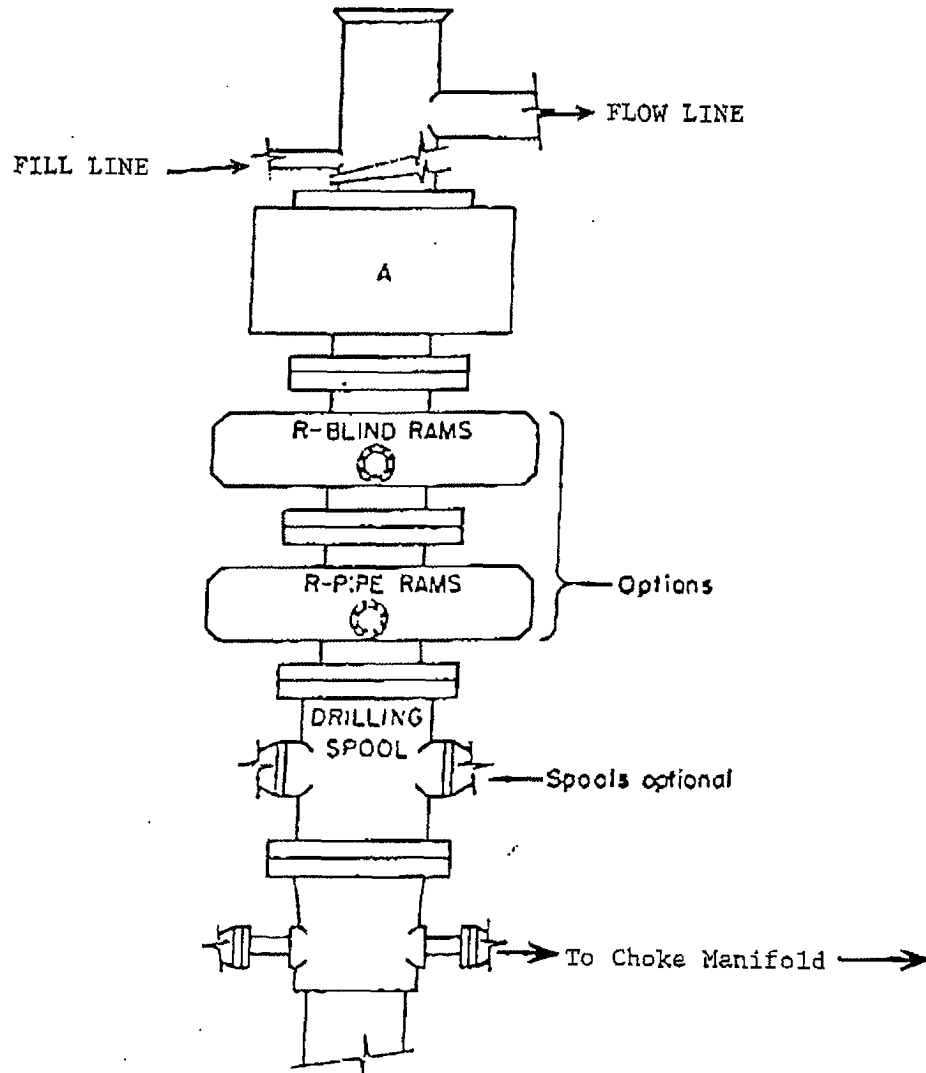 FLOW LINE
FILL LINE
A
R-BLIND RAMS
R-PIPE RAMS
Options
DRILLING
SPOOL
Spools optional
To Choke Manifold